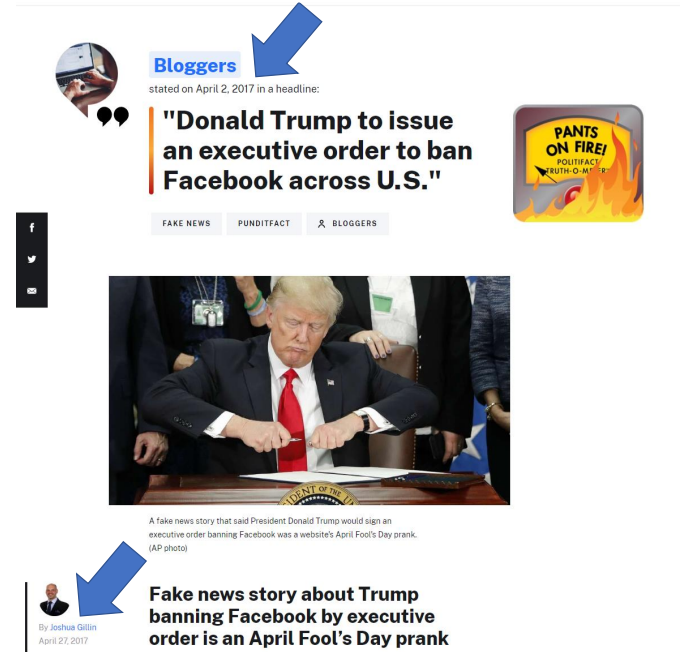 Bloggers
stated on April 2, 2017 in a headline:
"Donald Trump to issue
an executive order to ban
Facebook across U.S."
PANTS
ON FIRE!
POLITIFACT
TRUTH-O-METER
FAKE NEWS PUNDITFACT BLOGGERS
A fake news story that said President Donald Trump would sign an
executive order banning Facebook was a website's April Fool's Day prank.
(AP photo)
By Joshua Gillin
April 27, 2017
Fake news story about Trump
banning Facebook by executive
order is an April Fool's Day prank